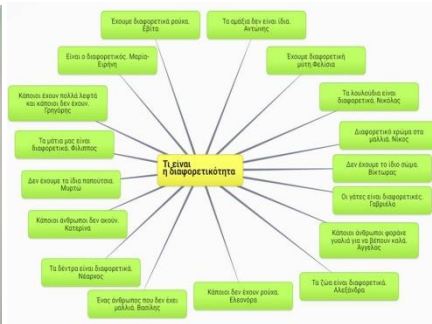 Έχουμε διαφορετικά ρούχα.
Εβίτα
Τα αμάξια δεν είναι ίδια.
Αντώνης
Είναι ο διαφορετικός. Μαρία-
Ειρήνη
Έχουμε διαφορετική
μύτη.Φελίσια
Κάποιοι έχουν πολλά λεφτά
και κάποιοι δεν έχουν.
Γρηγόρης
Τα λουλούδια είναι
διαφορετικά. Νικόλας
Τα μάτια μας είναι
διαφορετικά. Φίλιππος
Διαφορετικό χρώμα στα
μαλλιά. Νίκος
Τι είναι
η διαφορετικότητα
Δεν έχουμε το ίδιο σώμα.
Βίκτωρας
Δεν έχουμε τα ίδια παπούτσια.
Μυρτώ
Οι γάτες είναι διαφορετικές.
Γαβριέλα
Κάποιοι άνθρωποι δεν ακούν.
Κατερίνα
Κάποιοι άνθρωποι φοράνε
γυαλιά για να βλέπουν καλά.
Άγγελος
Τα δέντρα είναι διαφορετικά.
Νέαρχος
Τα ζώα είναι διαφορετικά.
Αλεξάνδρα
Ένας άνθρωπος που δεν έχει
μαλλιά. Βασίλης
Κάποιοι δεν έχουν ρούχα.
Ελεονόρα